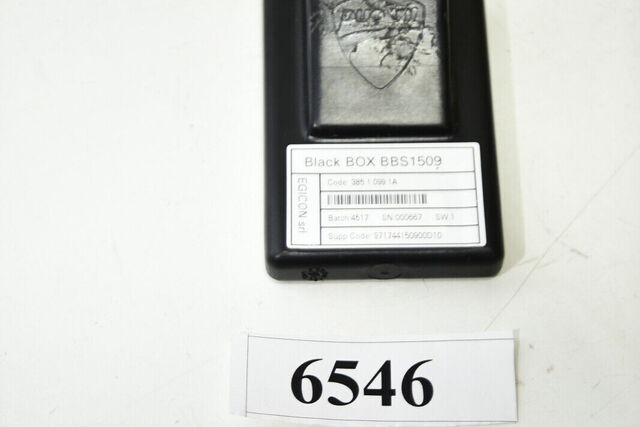 DUCATI
Black BOX BBS1509
EGICON srl
Code: 385.1.099.1A
Batch:4517 SN:000667 SW:1
Supp.Code: 971744150900D10
6546